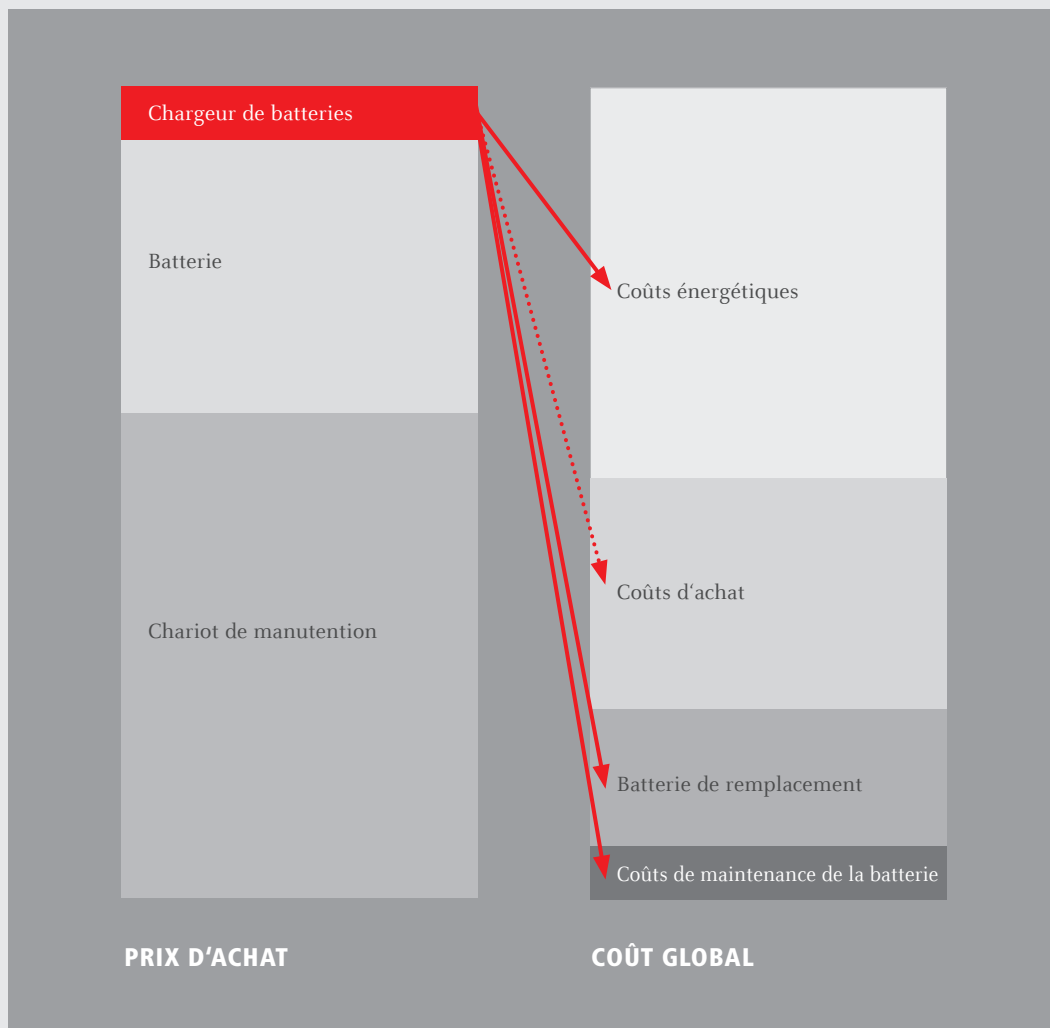 Chargeur de batteries
Batterie
Chariot de manutention
PRIX D‘ACHAT
Coûts énergétiques
Coûts d‘achat
Batterie de remplacement
Coûts de maintenance de la batterie
COÛT GLOBAL